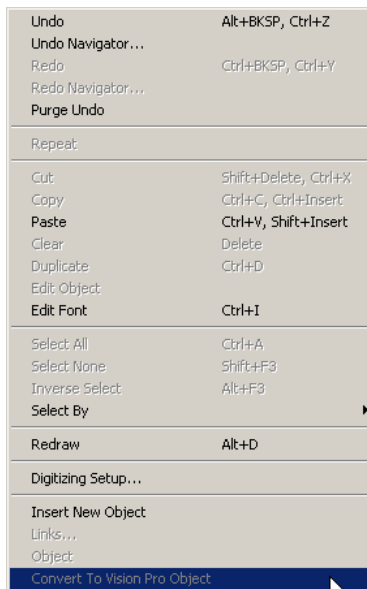 Undo Alt+BKSP, Ctrl+Z
Undo Navigator...
Redo Ctrl+BKSP, Ctrl+Y
Redo Navigator...
Purge Undo
Repeat
Cut Shift+Delete, Ctrl+X
Copy Ctrl+C, Ctrl+Insert
Paste Ctrl+V, Shift+Insert
Clear Delete
Duplicate Ctrl+D
Edit Object
Edit Font Ctrl+I
Select All Ctrl+A
Select None Shift+F3
Inverse Select Alt+F3
Select By
Redraw Alt+D
Digitizing Setup...
Insert New Object
Links...
Object
Convert To Vision Pro Object